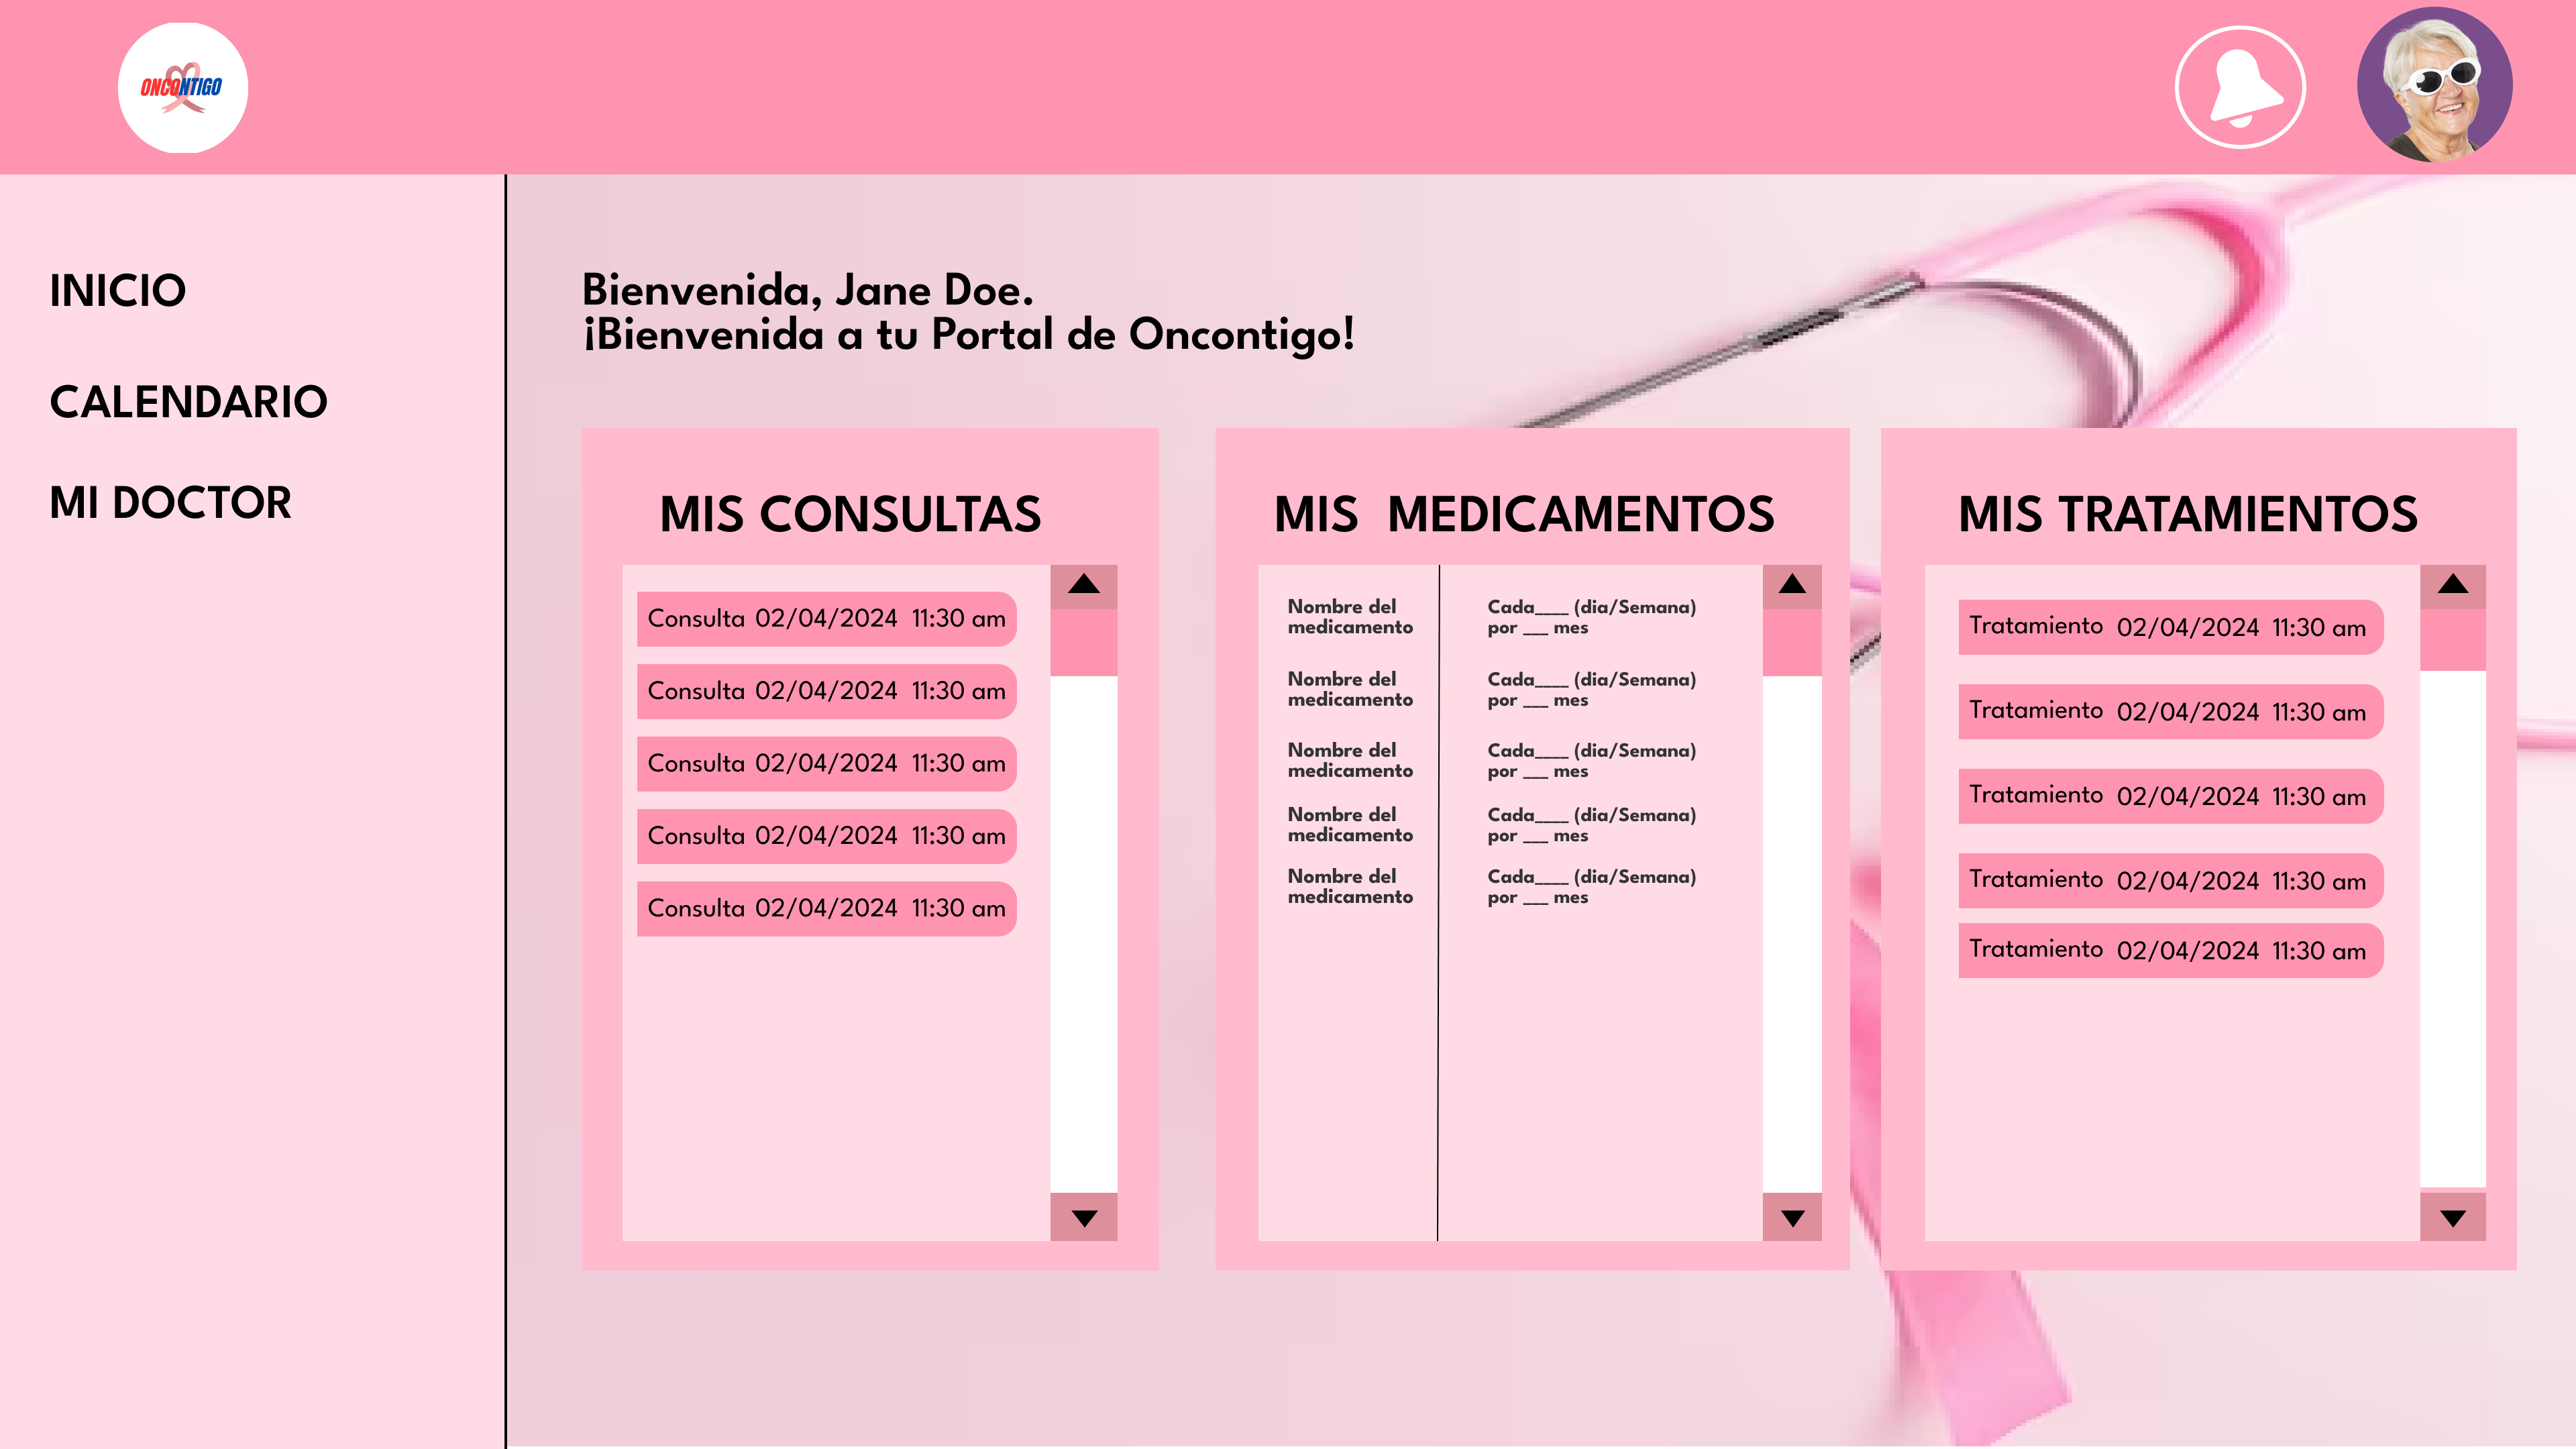 ONCONTIGO
INICIO
CALENDARIO
MI DOCTOR
Bienvenida, Jane Doe.
¡Bienvenida a tu Portal de Oncontigo!
MIS CONSULTAS
Consulta 02/04/2024 11:30 am
Consulta 02/04/2024 11:30 am
Consulta 02/04/2024 11:30 am
Consulta 02/04/2024 11:30 am
Consulta 02/04/2024 11:30 am
MIS MEDICAMENTOS
Nombre del
medicamento
Cada____ (dia/Semana)
por ___ mes
Nombre del
medicamento
Cada____ (dia/Semana)
por ___ mes
Nombre del
medicamento
Cada____ (dia/Semana)
por ___ mes
Nombre del
medicamento
Cada____ (dia/Semana)
por ___ mes
Nombre del
medicamento
Cada____ (dia/Semana)
por ___ mes
MIS TRATAMIENTOS
Tratamiento 02/04/2024 11:30 am
Tratamiento 02/04/2024 11:30 am
Tratamiento 02/04/2024 11:30 am
Tratamiento 02/04/2024 11:30 am
Tratamiento 02/04/2024 11:30 am